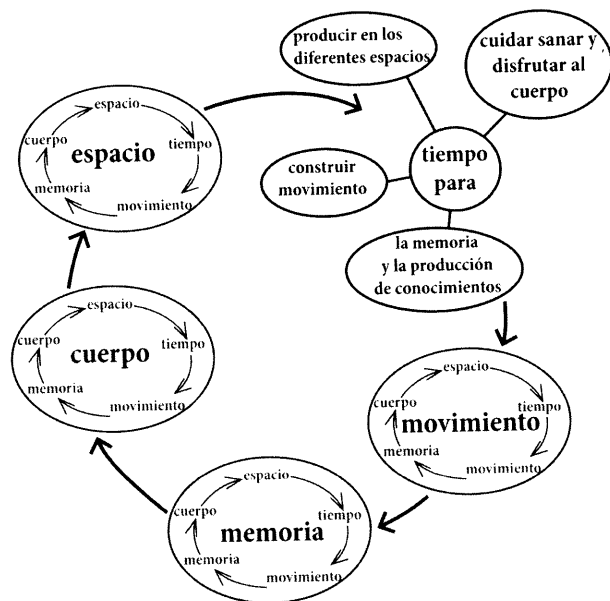 producir en los
diferentes espacios
cuidar sanar y
disfrutar al
cuerpo
tiempo
para
construir
movimiento
la memoria
y la producción
de conocimientos
espacio
espacio
tiempo
movimiento
memoria
cuerpo
movimiento
espacio
tiempo
movimiento
memoria
cuerpo
memoria
espacio
tiempo
movimiento
memoria
cuerpo
cuerpo
espacio
tiempo
movimiento
memoria
cuerpo